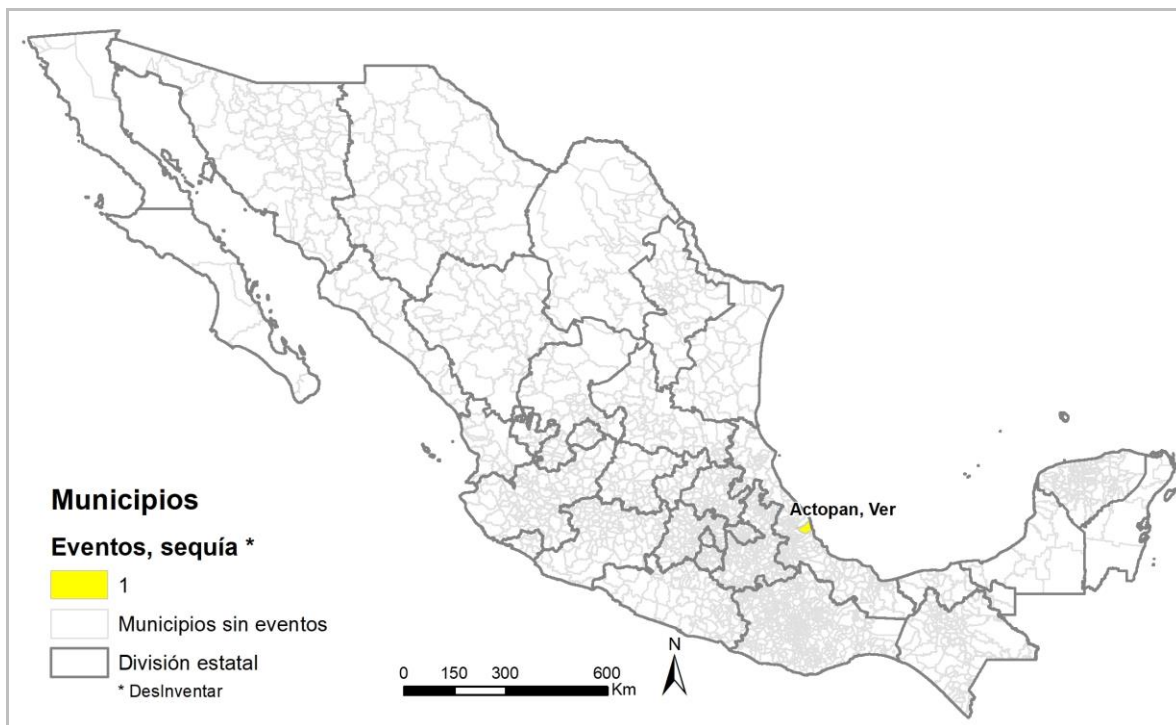 Actopan, Ver
Municipios
Eventos, sequía *
1
Municipios sin eventos
División estatal
* DesInventar
N
0 150 300 600
Km